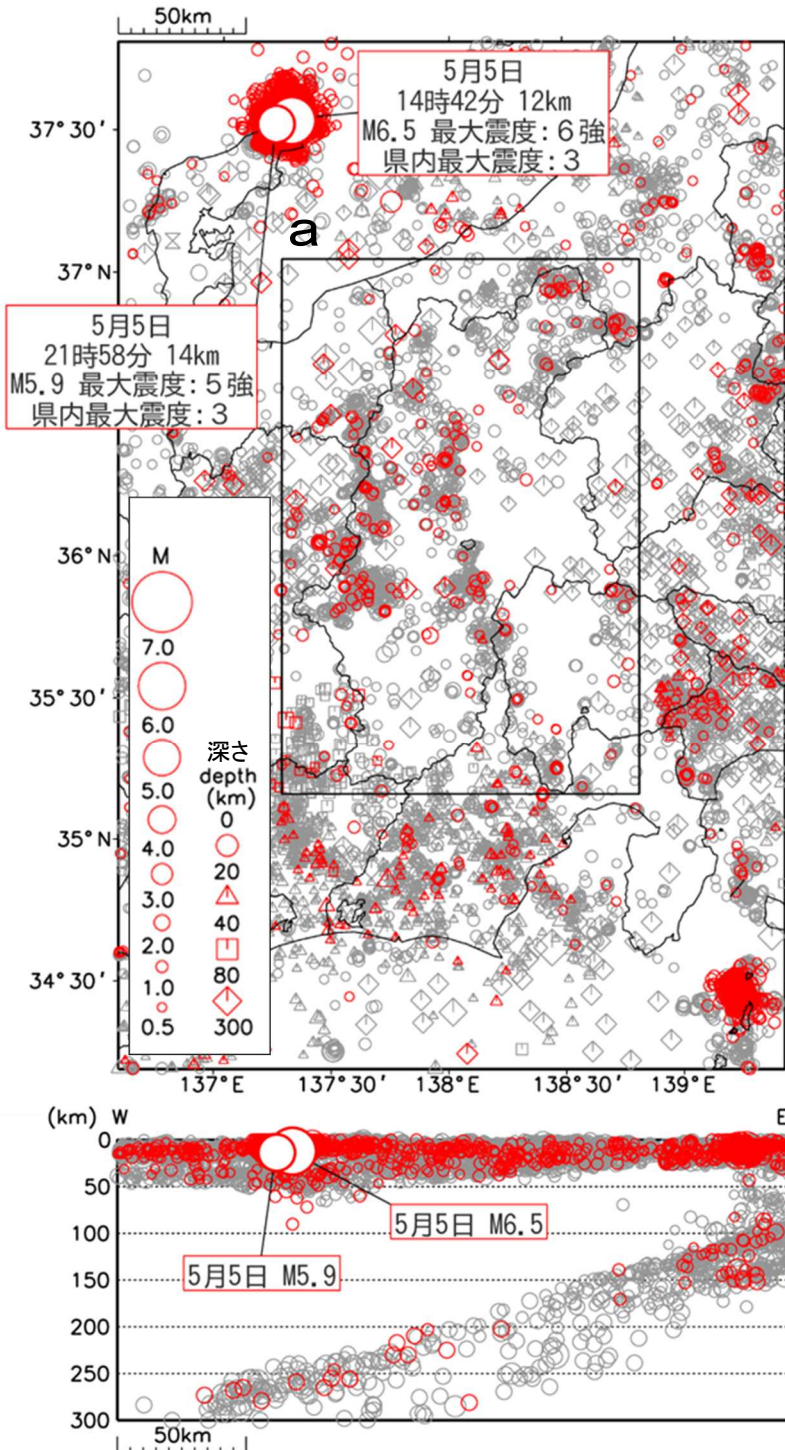 50km
5月5日
14時42分 12km
M6.5 最大震度:6強
県内最大震度:3
37°30′
a
37°N
5月5日
21時58分 14km
M5.9 最大震度:5強
県内最大震度:3
36°N
35°30′
35°N
34°30′
M
7.0
6.0
5.0
4.0
3.0
2.0
1.0
0.5
深さ
depth
(km)
0
20
40
80
300
137°E
137°30′
138°E
138°30′
139°E
(km)
W
E
0
50
100
150
200
250
300
5月5日 M6.5
5月5日 M5.9
50km